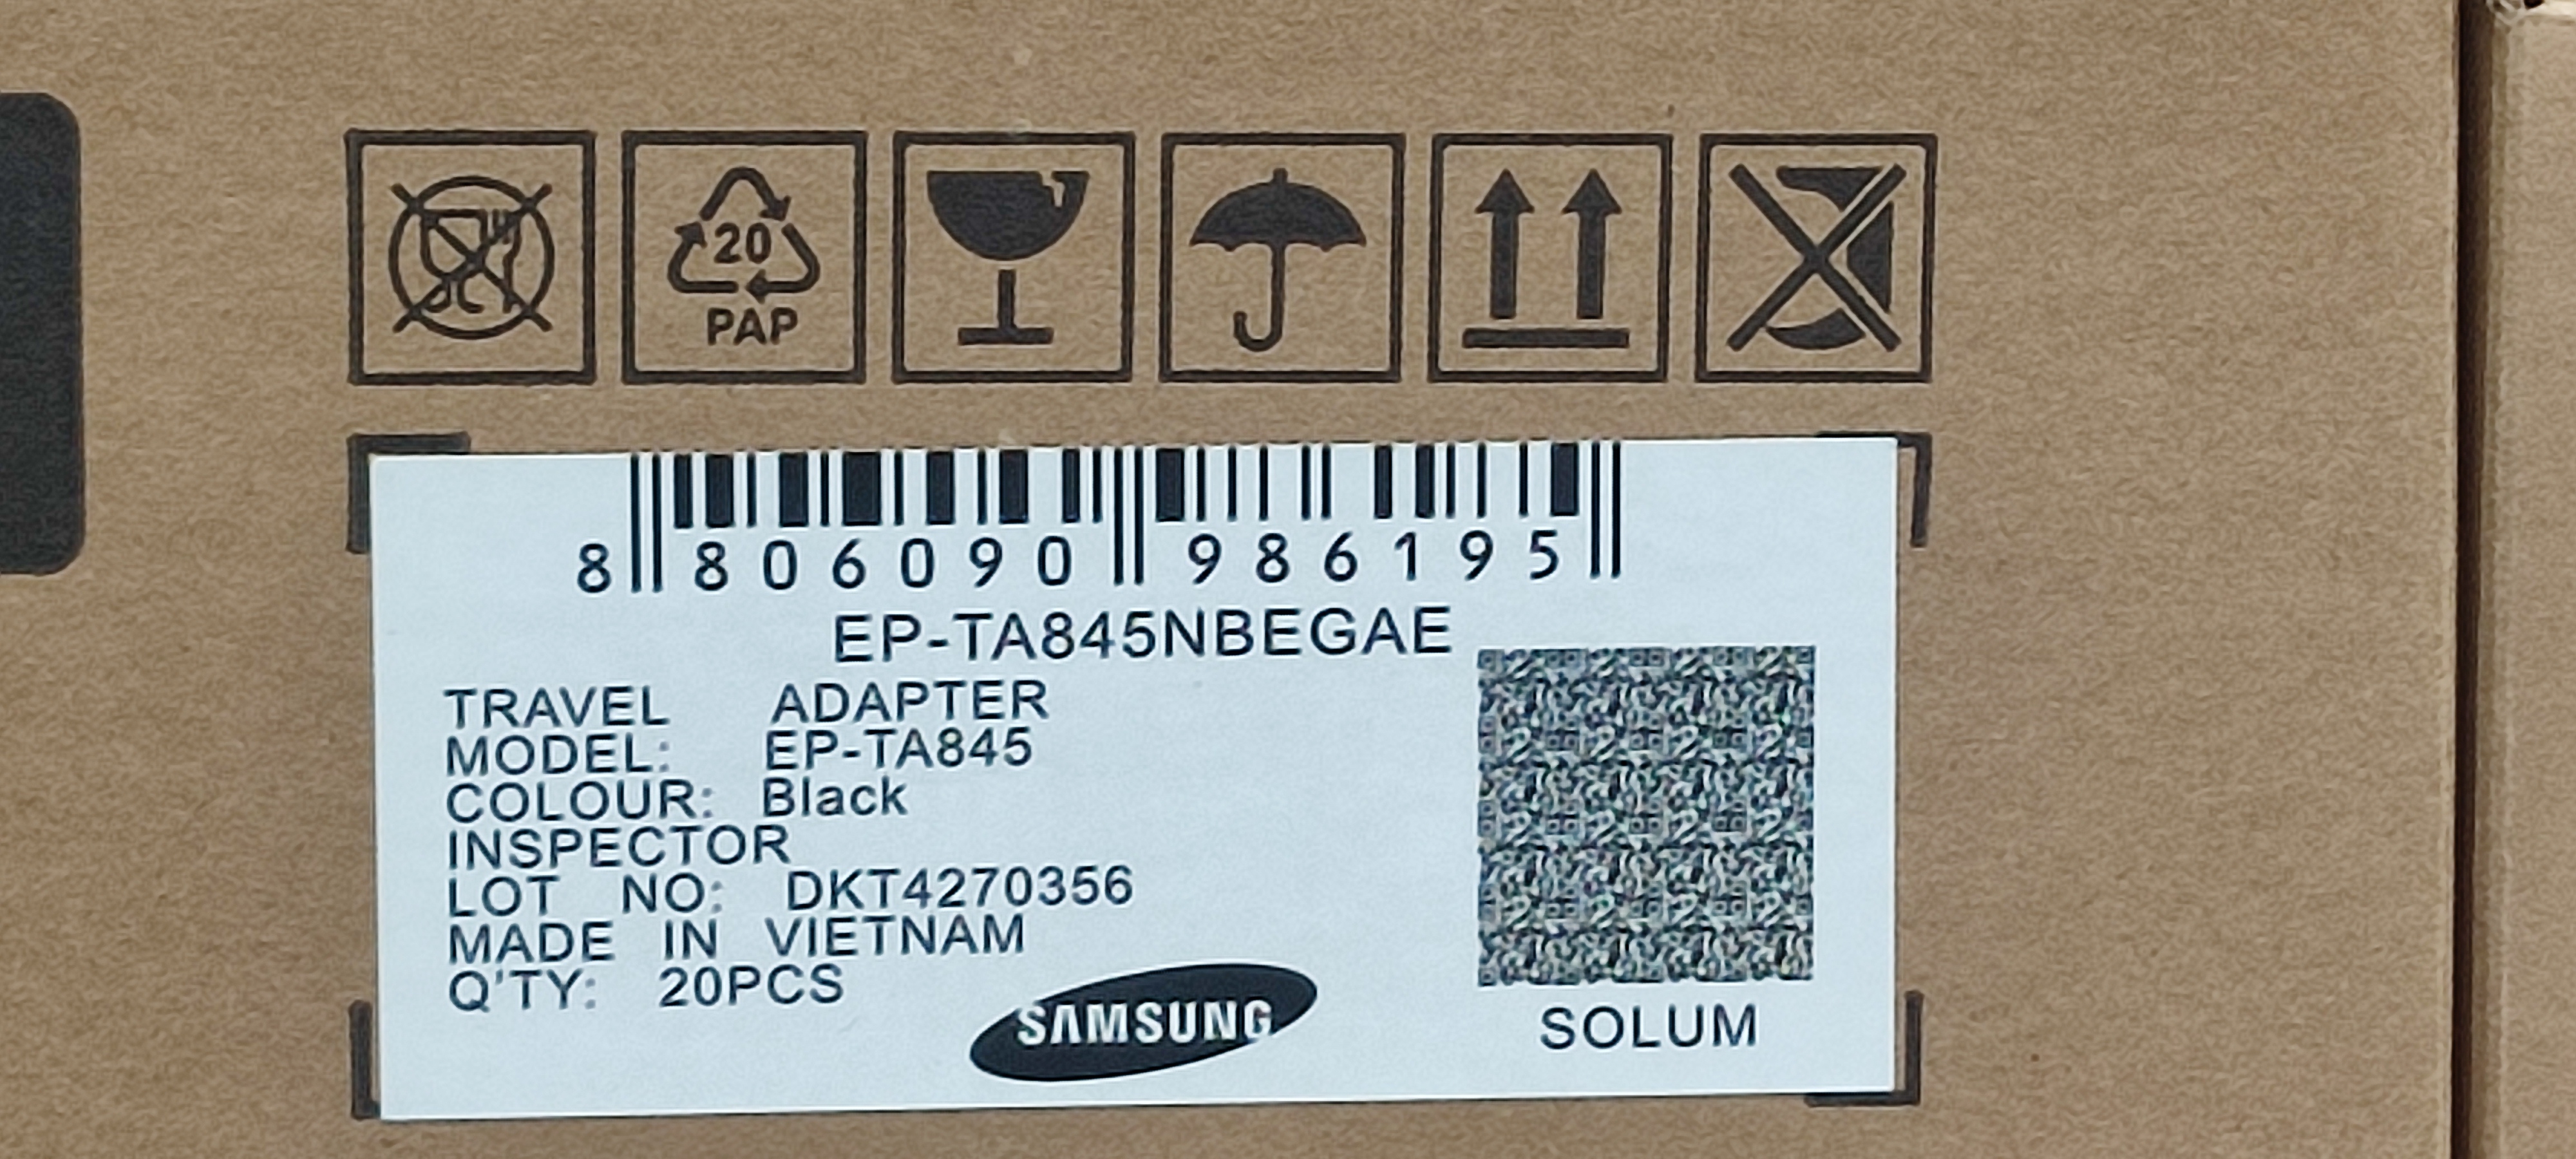 20
PAP
8 806090 986195
EP-TA845NBEGAE
TRAVEL ADAPTER
MODEL: EP-TA845
COLOUR: Black
INSPECTOR
LOT NO: DKT4270356
MADE IN VIETNAM
Q'TY: 20PCS
SAMSUNG
SOLUM